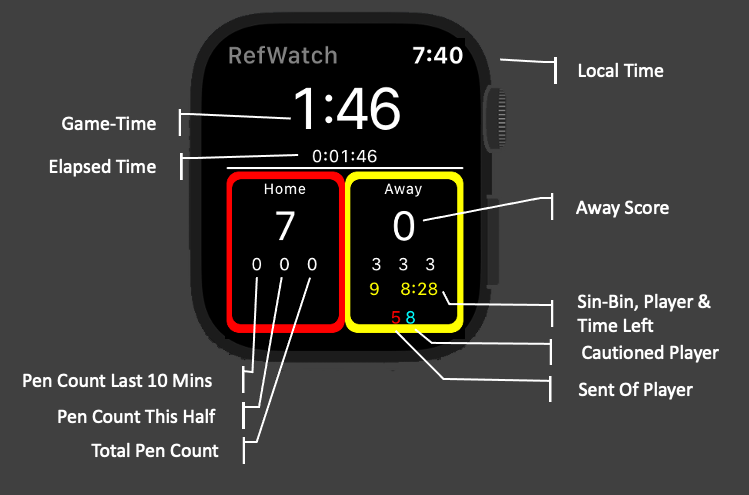 RefWatch 7:40
Local Time
1:46
Game-Time
0:01:46
Elapsed Time
Home Away
7 0
Away Score
0 0 0 3 3 3
9 8:28
Sin-Bin, Player &
Time Left
5 8
Cautioned Player
Sent Of Player
Pen Count Last 10 Mins
Pen Count This Half
Total Pen Count